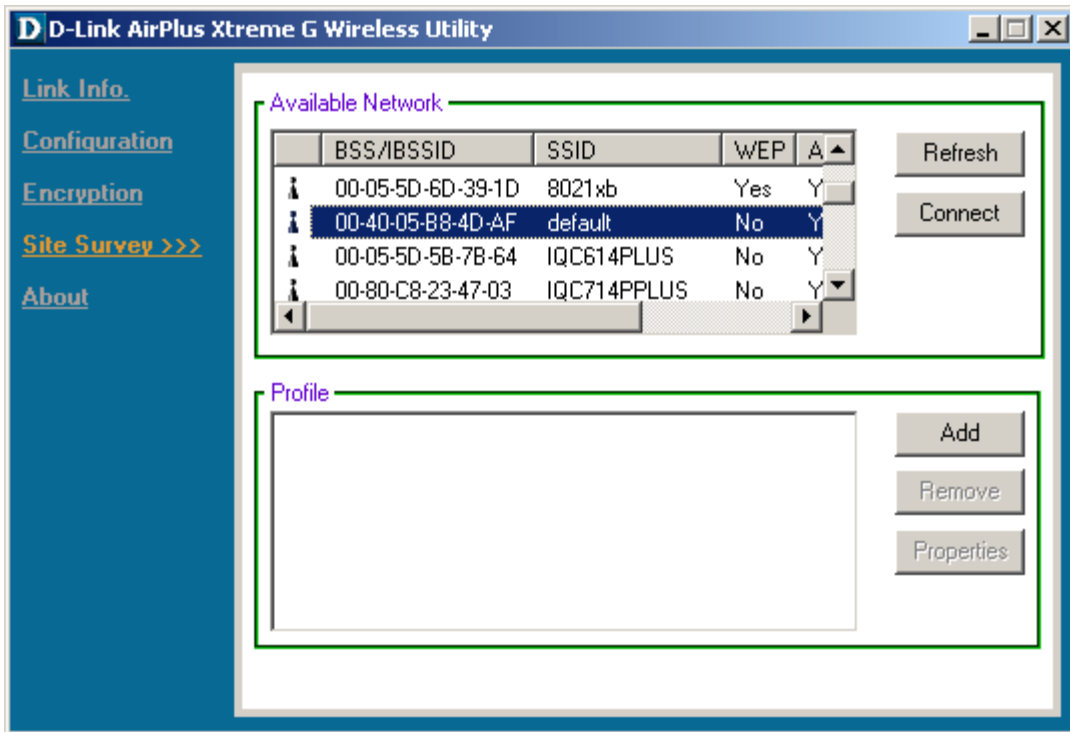 D D-Link AirPlus Xtreme G Wireless Utility
Link Info.
Configuration
Encryption
Site Survey >>>
About
Available Network
BSS/IBSSID SSID WEP A
00-05-5D-6D-39-1D 8021xb Yes Y
00-40-05-B8-4D-AF default No Y
00-05-5D-5B-7B-64 IQC614PLUS No Y
00-80-C8-23-47-03 IQC714PPLUS No Y
Refresh
Connect
Profile
Add
Remove
Properties